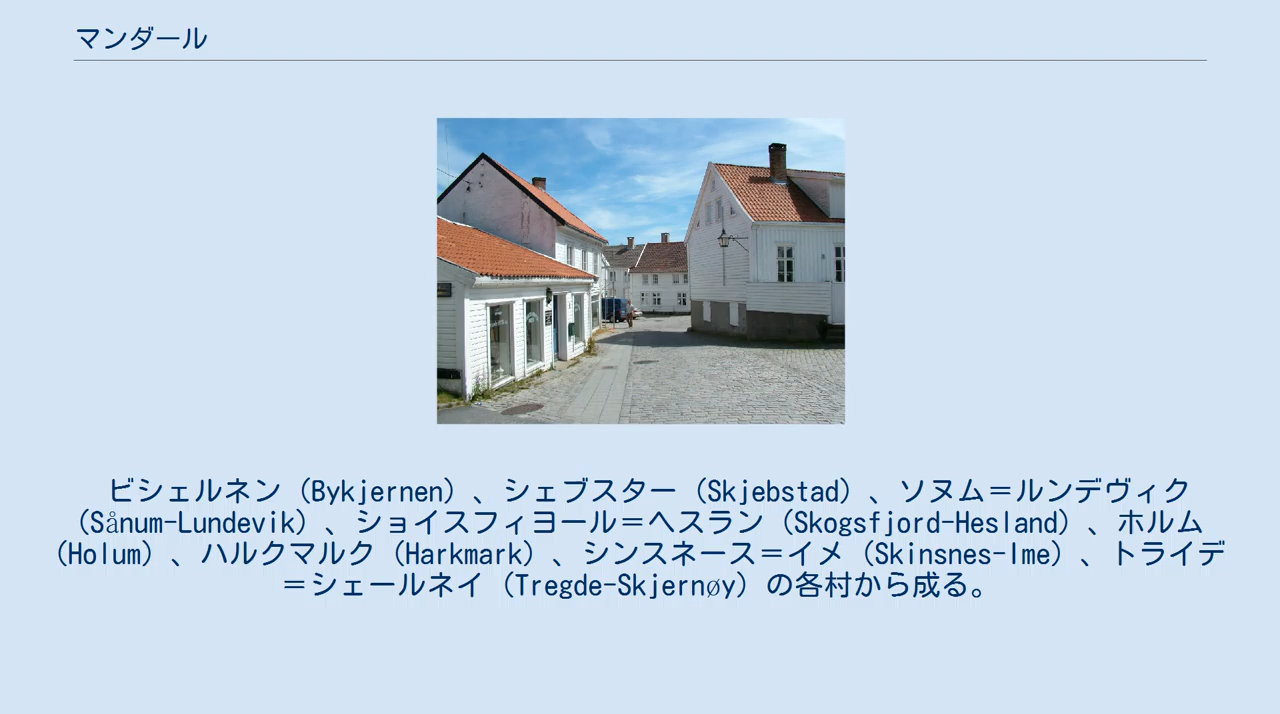 マンダール
ビシェルネン（Bykjernen）、シェブスター（Skjebstad）、ソヌム＝ルンデヴィク
（Sånum-Lundevik）、ショイスフィヨール＝ヘスラン（Skogsfjord-Hesland）、ホルム
（Holum）、ハルクマルク（Harkmark）、シンスネース＝イメ（Skinsnes-Ime）、トライデ
＝シェールネイ（Tregde-Skjernøy）の各村から成る。